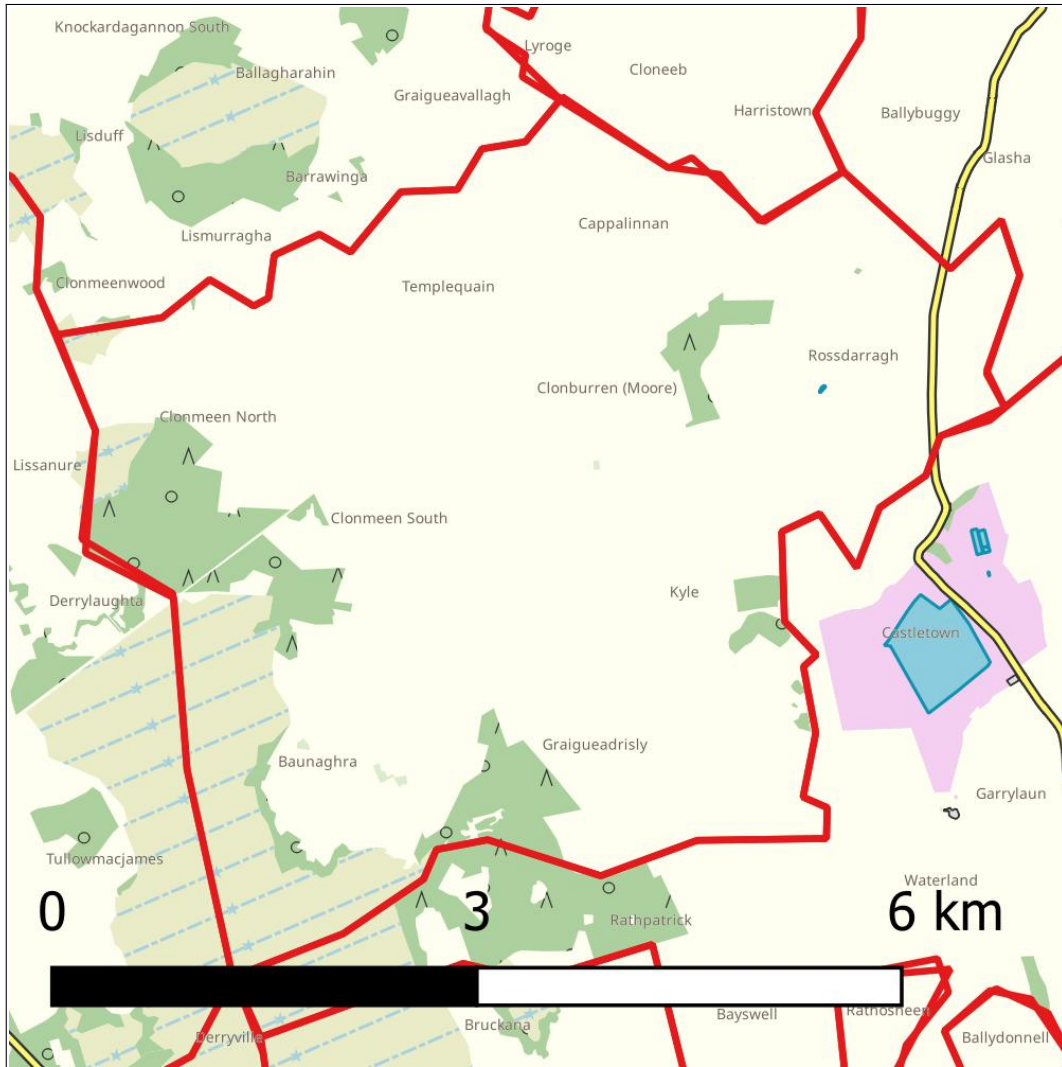 Knockardagannon South
Lyroge
Cloneeb
Ballagharahin
Graigueavallagh
Harristown
Ballybuggy
Lisduff
Glasha
Barrawinga
Cappalinnan
Lismurragha
Clonmeenwood
Templequain
Rossdarragh
Clonburren (Moore)
Clonmeen North
Lissanure
Clonmeen South
Kyle
Derrylaughta
Castletown
Graigueadrisly
Baunaghra
Garrylaun
Tullowmacjames
Waterland
Rathpatrick
0 3 6 km
Bruckana
Bayswell
Rathosheen
Derryville
Ballydonnell